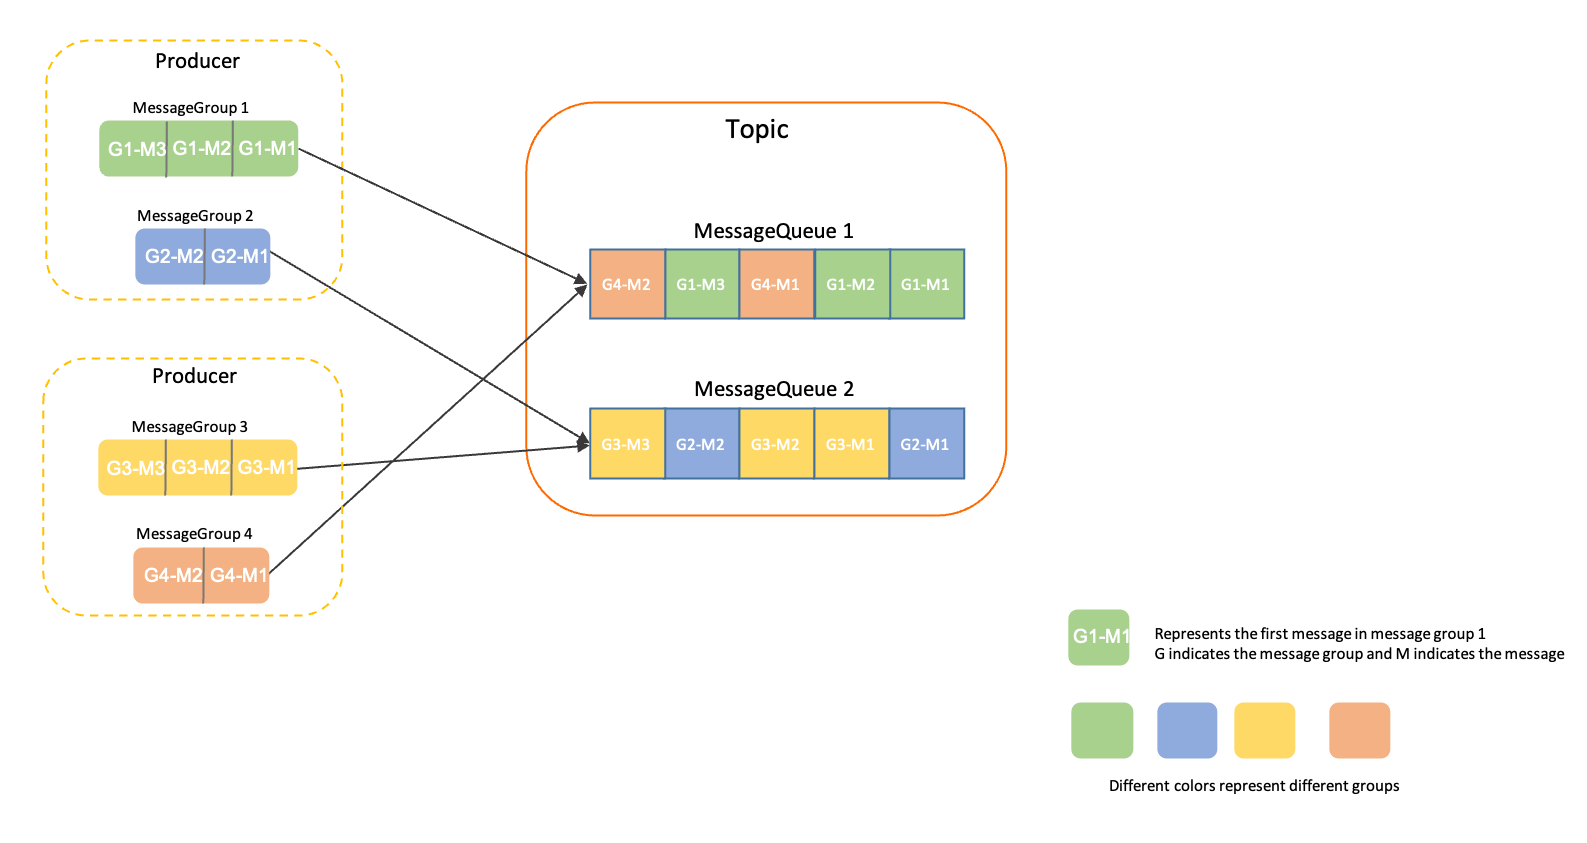 Producer
MessageGroup 1
G1-M3 G1-M2 G1-M1
MessageGroup 2
G2-M2 G2-M1
Producer
MessageGroup 3
G3-M3 G3-M2 G3-M1
MessageGroup 4
G4-M2 G4-M1
Topic
MessageQueue 1
G4-M2 G1-M3 G4-M1 G1-M2 G1-M1
MessageQueue 2
G3-M3 G2-M2 G3-M2 G3-M1 G2-M1
G1-M1
Represents the first message in message group 1
G indicates the message group and M indicates the message
Different colors represent different groups